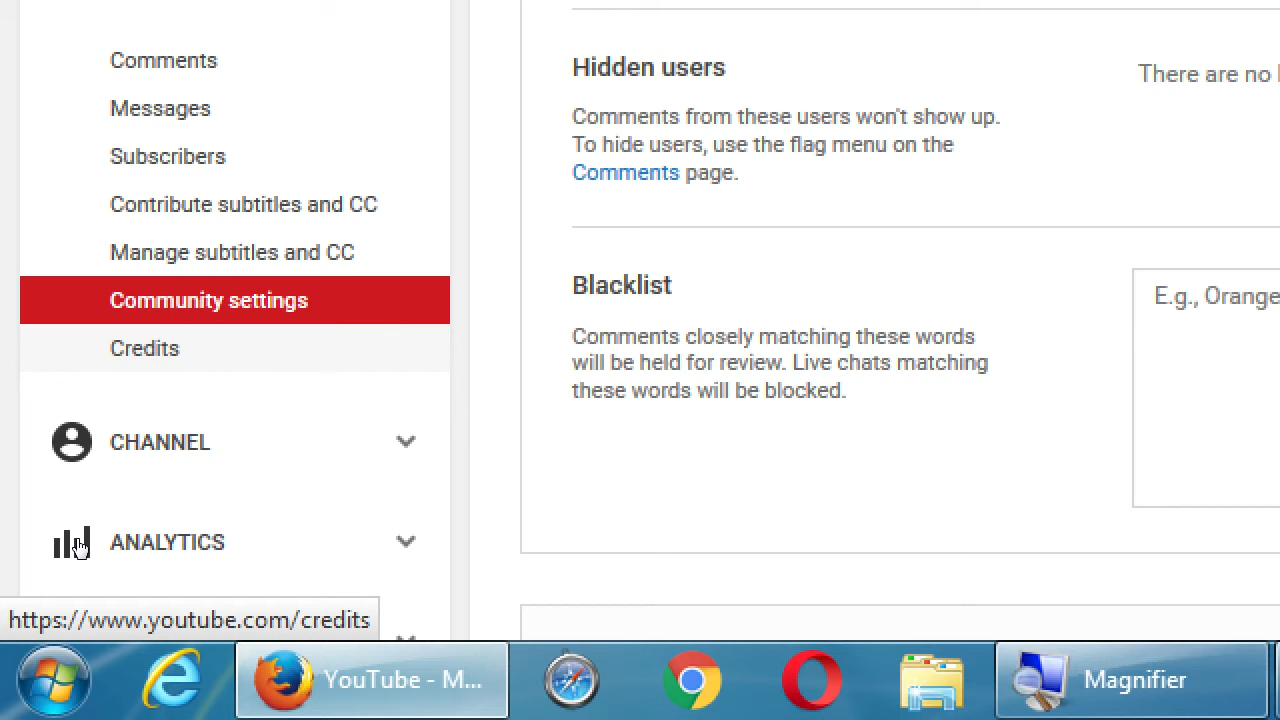 Comments
Messages
Subscribers
Contribute subtitles and CC
Manage subtitles and CC
Community settings
Credits
CHANNEL
ANALYTICS
Hidden users
Comments from these users won't show up.
To hide users, use the flag menu on the
Comments page.
There are no
Blacklist
Comments closely matching these words
will be held for review. Live chats matching
these words will be blocked.
E.g., Orange
https://www.youtube.com/credits
YouTube - M...
Magnifier